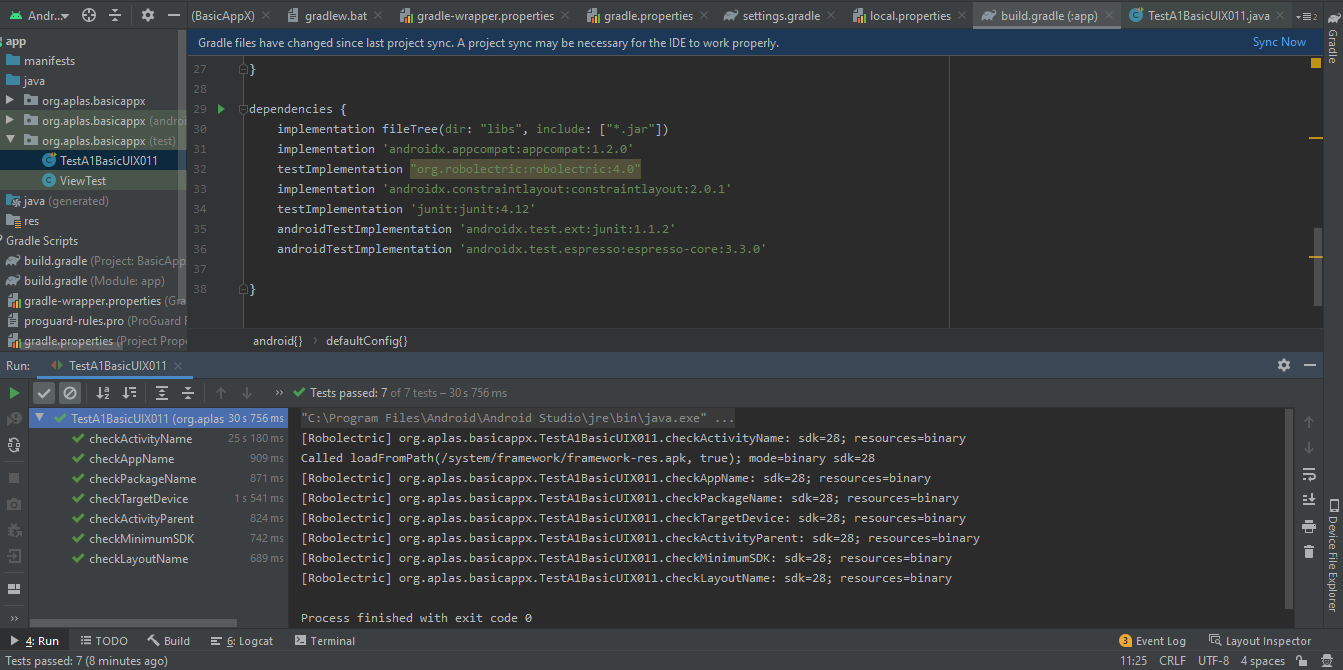 Andr...
(BasicAppX)
gradlew.bat
gradle-wrapper.properties
gradle.properties
settings.gradle
local.properties
build.gradle (:app)
TestA1BasicUIX011.java
2
Gradle files have changed since last project sync. A project sync may be necessary for the IDE to work properly.
Sync Now
Gradle
app
manifests
java
org.aplas.basicappx
org.aplas.basicappx (andro
org.aplas.basicappx (test)
TestA1BasicUIX011
ViewTest
java (generated)
res
Gradle Scripts
build.gradle (Project: BasicApp
build.gradle (Module: app)
gradle-wrapper.properties (Gra
proguard-rules.pro (ProGuard R
gradle.properties (Project Prope
27 }
28
29 dependencies {
30 implementation fileTree(dir: "libs", include: ["*.jar"])
31 implementation 'androidx.appcompat:appcompat:1.2.0'
32 testImplementation "org.robolectric:robolectric:4.0"
33 implementation 'androidx.constraintlayout:constraintlayout:2.0.1'
34 testImplementation 'junit:junit:4.12'
35 androidTestImplementation 'androidx.test.ext:junit:1.1.2'
36 androidTestImplementation 'androidx.test.espresso:espresso-core:3.3.0'
37
38 }
android{} › defaultConfig{}
Run: TestA1BasicUIX011
Tests passed: 7 of 7 tests – 30 s 756 ms
TestA1BasicUIX011 (org.aplas 30 s 756 ms
checkActivityName 25 s 180 ms
checkAppName 909 ms
checkPackageName 871 ms
checkTargetDevice 1 s 541 ms
checkActivityParent 824 ms
checkMinimumSDK 742 ms
checkLayoutName 689 ms
"C:\Program Files\Android\Android Studio\jre\bin\java.exe" ...
[Robolectric] org.aplas.basicappx.TestA1BasicUIX011.checkActivityName: sdk=28; resources=binary
Called loadFromPath(/system/framework/framework-res.apk, true); mode=binary sdk=28
[Robolectric] org.aplas.basicappx.TestA1BasicUIX011.checkAppName: sdk=28; resources=binary
[Robolectric] org.aplas.basicappx.TestA1BasicUIX011.checkPackageName: sdk=28; resources=binary
[Robolectric] org.aplas.basicappx.TestA1BasicUIX011.checkTargetDevice: sdk=28; resources=binary
[Robolectric] org.aplas.basicappx.TestA1BasicUIX011.checkActivityParent: sdk=28; resources=binary
[Robolectric] org.aplas.basicappx.TestA1BasicUIX011.checkMinimumSDK: sdk=28; resources=binary
[Robolectric] org.aplas.basicappx.TestA1BasicUIX011.checkLayoutName: sdk=28; resources=binary
Process finished with exit code 0
Device File Explorer
4: Run
TODO
Build
6: Logcat
Terminal
3 Event Log
Layout Inspector
Tests passed: 7 (8 minutes ago)
11:25 CRLF UTF-8 4 spaces